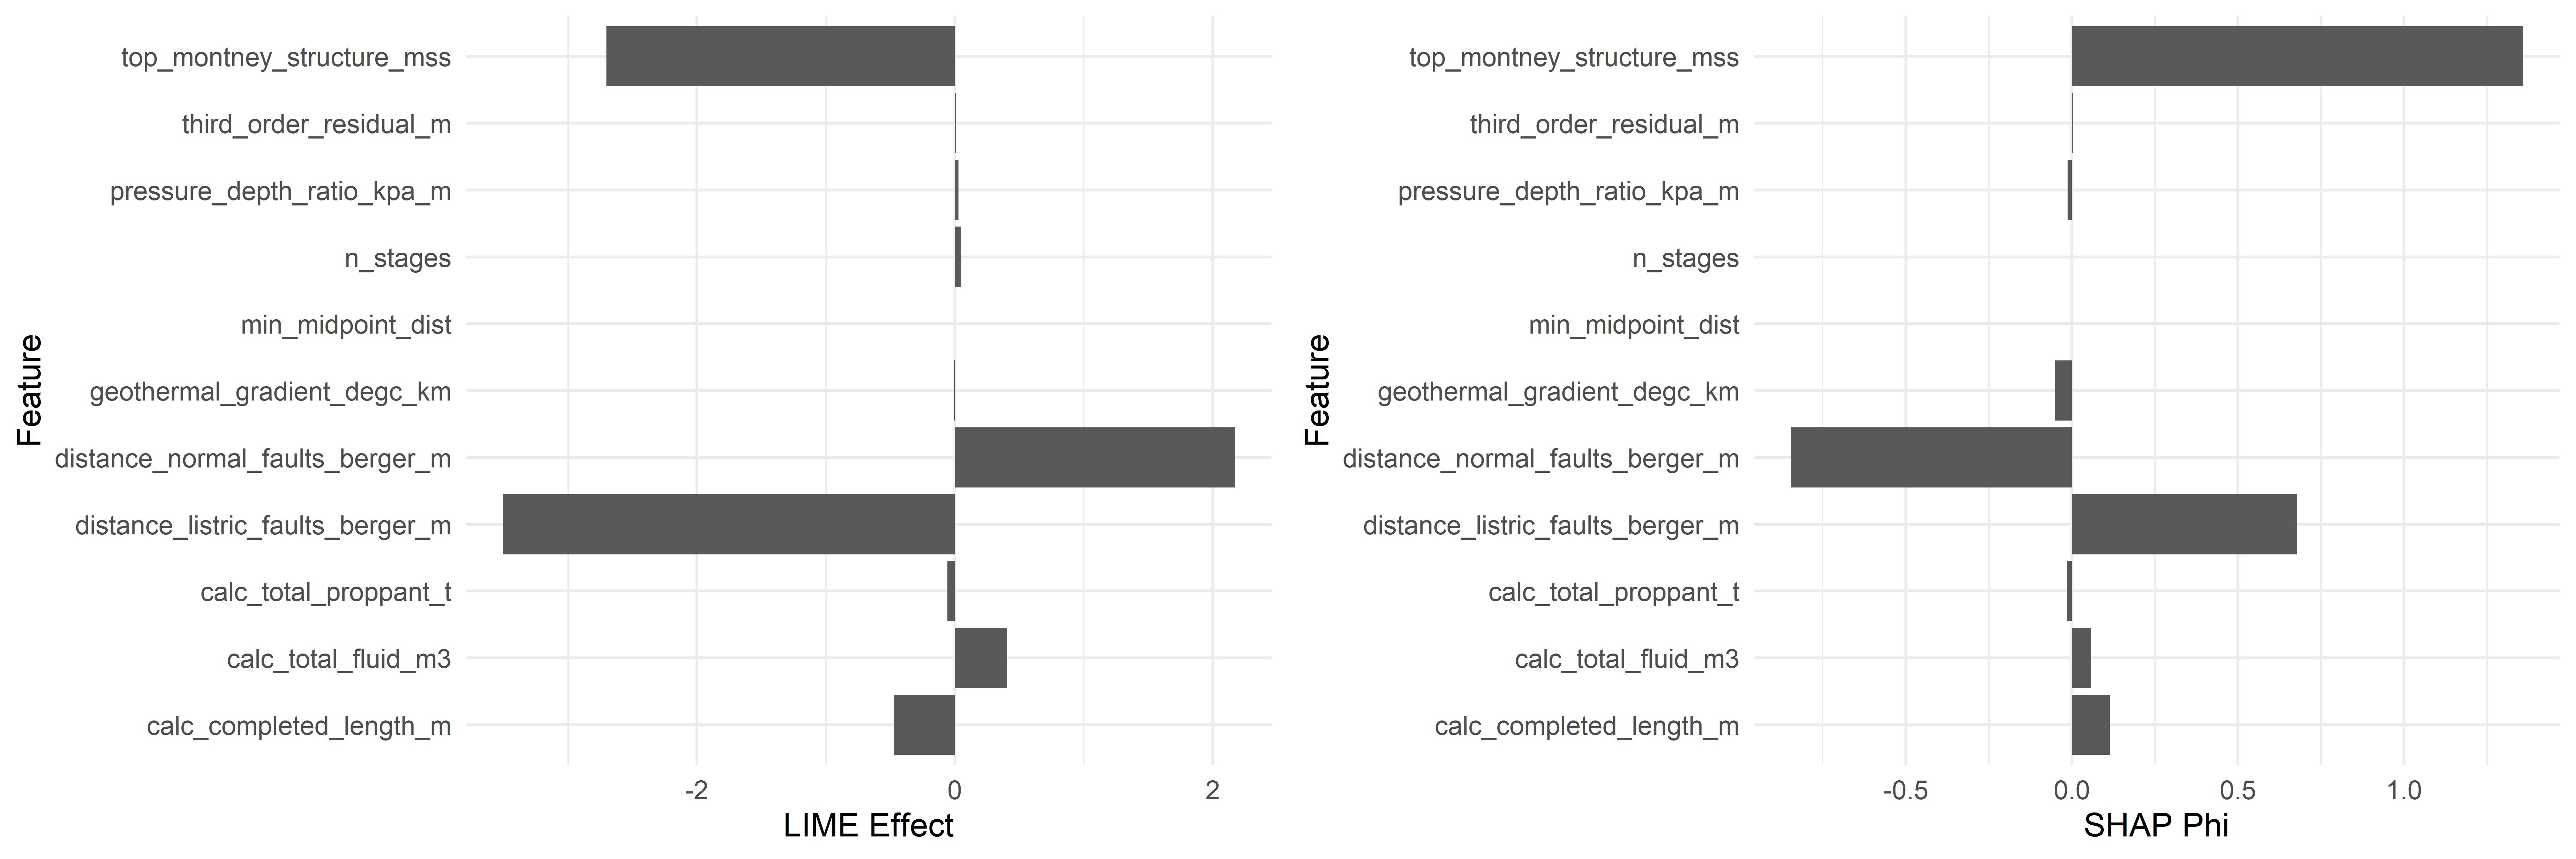 Feature
top_montney_structure_mss
third_order_residual_m
pressure_depth_ratio_kpa_m
n_stages
min_midpoint_dist
geothermal_gradient_degc_km
distance_normal_faults_berger_m
distance_listric_faults_berger_m
calc_total_proppant_t
calc_total_fluid_m3
calc_completed_length_m
-2 0 2
LIME Effect
Feature
top_montney_structure_mss
third_order_residual_m
pressure_depth_ratio_kpa_m
n_stages
min_midpoint_dist
geothermal_gradient_degc_km
distance_normal_faults_berger_m
distance_listric_faults_berger_m
calc_total_proppant_t
calc_total_fluid_m3
calc_completed_length_m
-0.5 0.0 0.5 1.0
SHAP Phi